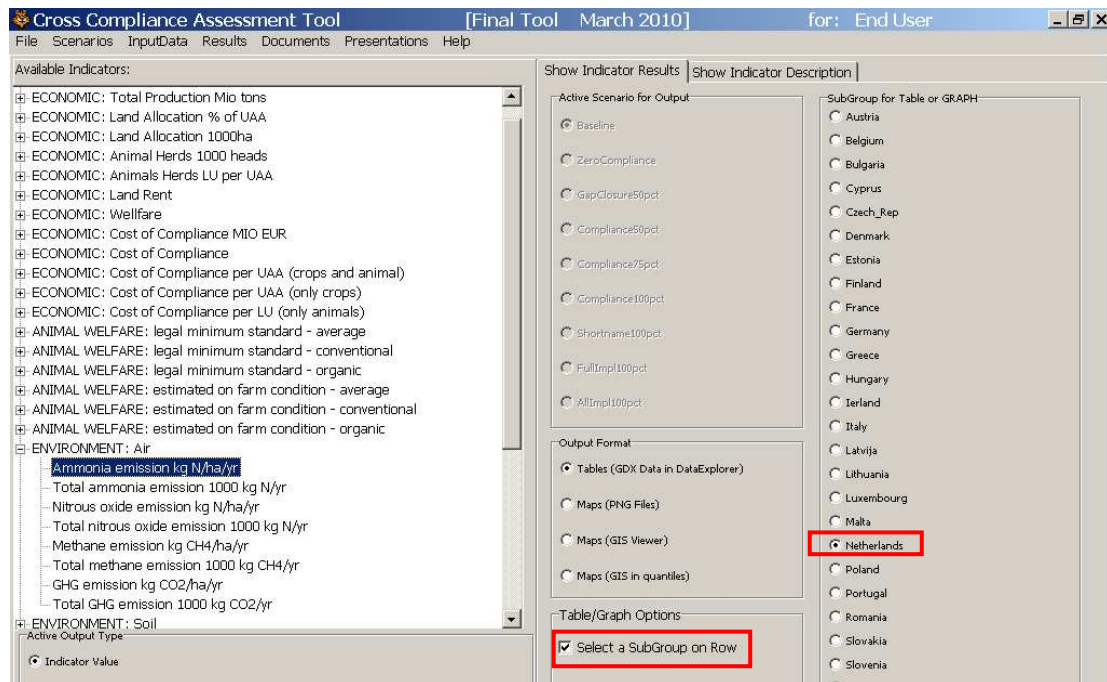 Cross Compliance Assessment Tool [Final Tool March 2010] for: End User
File Scenarios InputData Results Documents Presentations Help
Available Indicators:
ECONOMIC: Total Production Mio tons
ECONOMIC: Land Allocation % of UAA
ECONOMIC: Land Allocation 1000ha
ECONOMIC: Animal Herds 1000 heads
ECONOMIC: Animals Herds LU per UAA
ECONOMIC: Land Rent
ECONOMIC: Wellfare
ECONOMIC: Cost of Compliance MIO EUR
ECONOMIC: Cost of Compliance
ECONOMIC: Cost of Compliance per UAA (crops and animal)
ECONOMIC: Cost of Compliance per UAA (only crops)
ECONOMIC: Cost of Compliance per LU (only animals)
ANIMAL WELFARE: legal minimum standard - average
ANIMAL WELFARE: legal minimum standard - conventional
ANIMAL WELFARE: legal minimum standard - organic
ANIMAL WELFARE: estimated on farm condition - average
ANIMAL WELFARE: estimated on farm condition - conventional
ANIMAL WELFARE: estimated on farm condition - organic
ENVIRONMENT: Air
Ammonia emission kg N/ha/yr
Total ammonia emission 1000 kg N/yr
Nitrous oxide emission kg N/ha/yr
Total nitrous oxide emission 1000 kg N/yr
Methane emission kg CH4/ha/yr
Total methane emission 1000 kg CH4/yr
GHG emission kg CO2/ha/yr
Total GHG emission 1000 kg CO2/yr
ENVIRONMENT: Soil
Active Output Type
Indicator Value
Show Indicator Results Show Indicator Description
Active Scenario for Output
Baseline
ZeroCompliance
GapClosure50pct
Compliance50pct
Compliance75pct
Compliance100pct
Shortname100pct
FullImpl100pct
AllImpl100pct
Output Format
Tables (GDX Data in DataExplorer)
Maps (PNG Files)
Maps (GIS Viewer)
Maps (GIS in quantiles)
Table/Graph Options
Select a SubGroup on Row
SubGroup for Table or GRAPH
Austria
Belgium
Bulgaria
Cyprus
Czech_Rep
Denmark
Estonia
Finland
France
Germany
Greece
Hungary
Ierland
Italy
Latvija
Lithuania
Luxembourg
Malta
Netherlands
Poland
Portugal
Romania
Slovakia
Slovenia